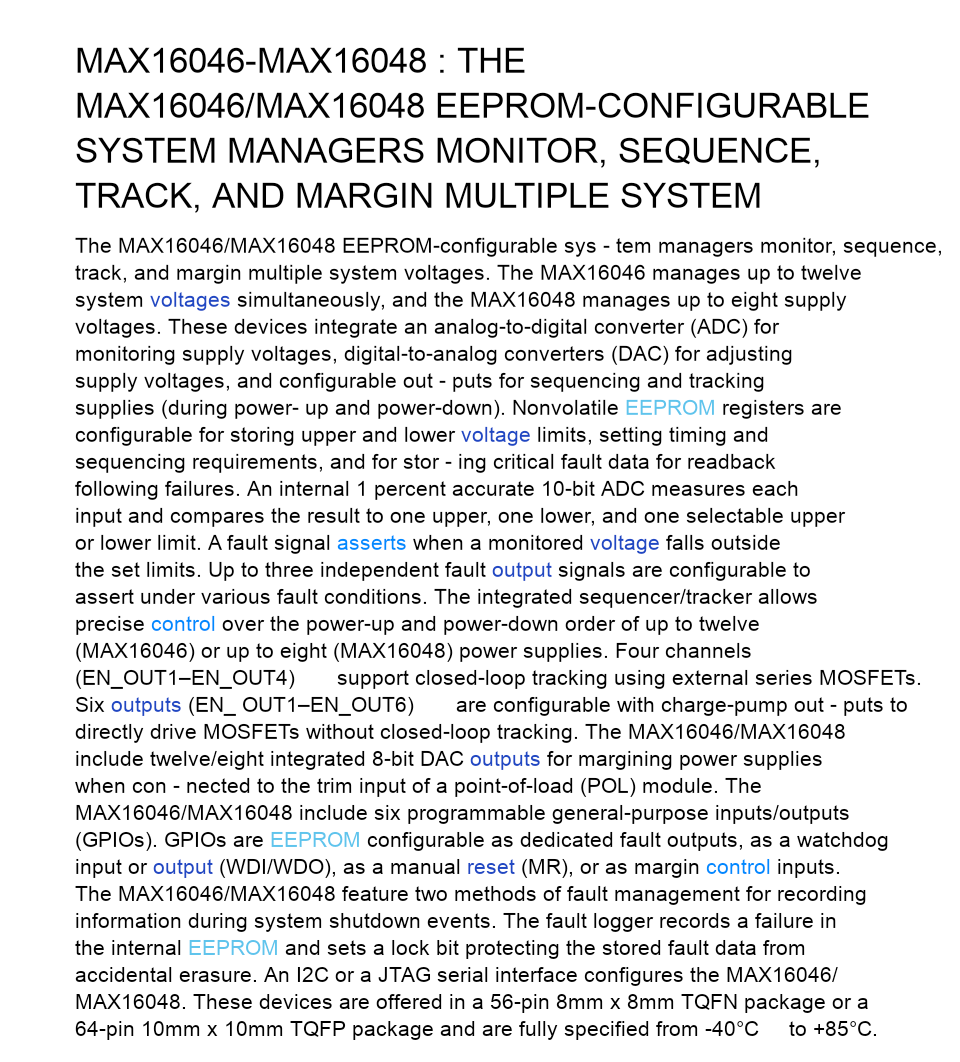 MAX16046-MAX16048 : THE
MAX16046/MAX16048 EEPROM-CONFIGURABLE
SYSTEM MANAGERS MONITOR, SEQUENCE,
TRACK, AND MARGIN MULTIPLE SYSTEM
The MAX16046/MAX16048 EEPROM-configurable sys - tem managers monitor, sequence,
track, and margin multiple system voltages. The MAX16046 manages up to twelve
system voltages simultaneously, and the MAX16048 manages up to eight supply
voltages. These devices integrate an analog-to-digital converter (ADC) for
monitoring supply voltages, digital-to-analog converters (DAC) for adjusting
supply voltages, and configurable out - puts for sequencing and tracking
supplies (during power- up and power-down). Nonvolatile EEPROM registers are
configurable for storing upper and lower voltage limits, setting timing and
sequencing requirements, and for stor - ing critical fault data for readback
following failures. An internal 1 percent accurate 10-bit ADC measures each
input and compares the result to one upper, one lower, and one selectable upper
or lower limit. A fault signal asserts when a monitored voltage falls outside
the set limits. Up to three independent fault output signals are configurable to
assert under various fault conditions. The integrated sequencer/tracker allows
precise control over the power-up and power-down order of up to twelve
(MAX16046) or up to eight (MAX16048) power supplies. Four channels
(EN_OUT1–EN_OUT4) support closed-loop tracking using external series MOSFETs.
Six outputs (EN_ OUT1–EN_OUT6) are configurable with charge-pump out - puts to
directly drive MOSFETs without closed-loop tracking. The MAX16046/MAX16048
include twelve/eight integrated 8-bit DAC outputs for margining power supplies
when con - nected to the trim input of a point-of-load (POL) module. The
MAX16046/MAX16048 include six programmable general-purpose inputs/outputs
(GPIOs). GPIOs are EEPROM configurable as dedicated fault outputs, as a watchdog
input or output (WDI/WDO), as a manual reset (MR), or as margin control inputs.
The MAX16046/MAX16048 feature two methods of fault management for recording
information during system shutdown events. The fault logger records a failure in
the internal EEPROM and sets a lock bit protecting the stored fault data from
accidental erasure. An I2C or a JTAG serial interface configures the MAX16046/
MAX16048. These devices are offered in a 56-pin 8mm x 8mm TQFN package or a
64-pin 10mm x 10mm TQFP package and are fully specified from -40°C to +85°C.